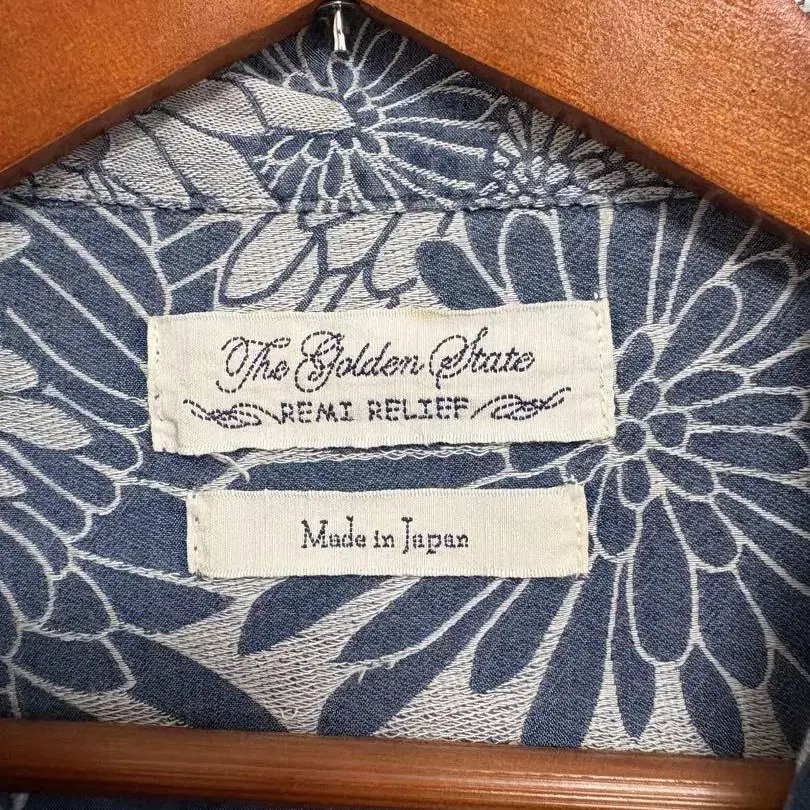 The Golden State
REMI RELIEF
Made in Japan